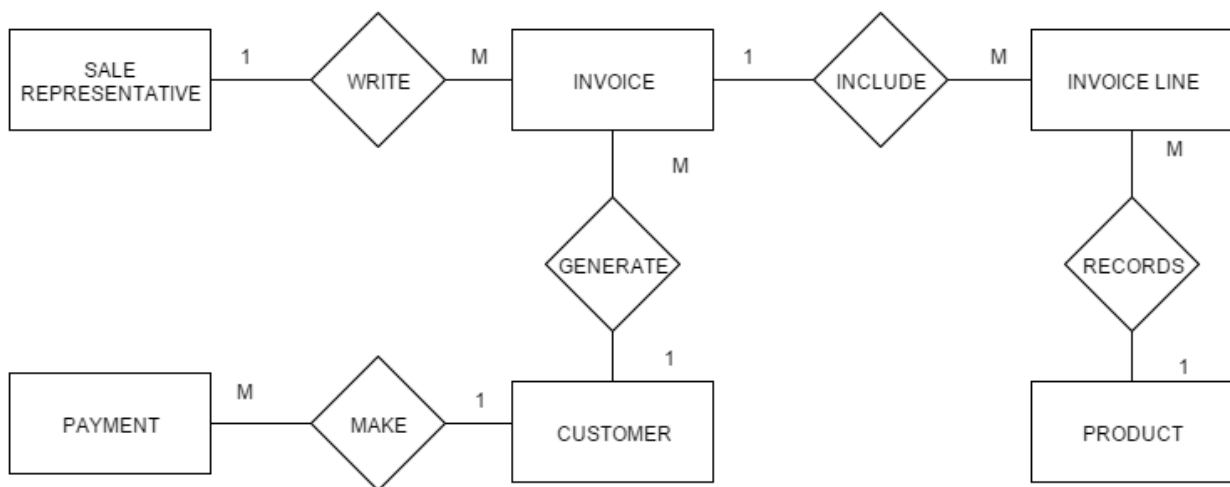 SALE
REPRESENTATIVE
1
WRITE
M
INVOICE
1
INCLUDE
M
INVOICE LINE
M
M
GENERATE
RECORDS
1
1
PAYMENT
M
MAKE
1
CUSTOMER
PRODUCT